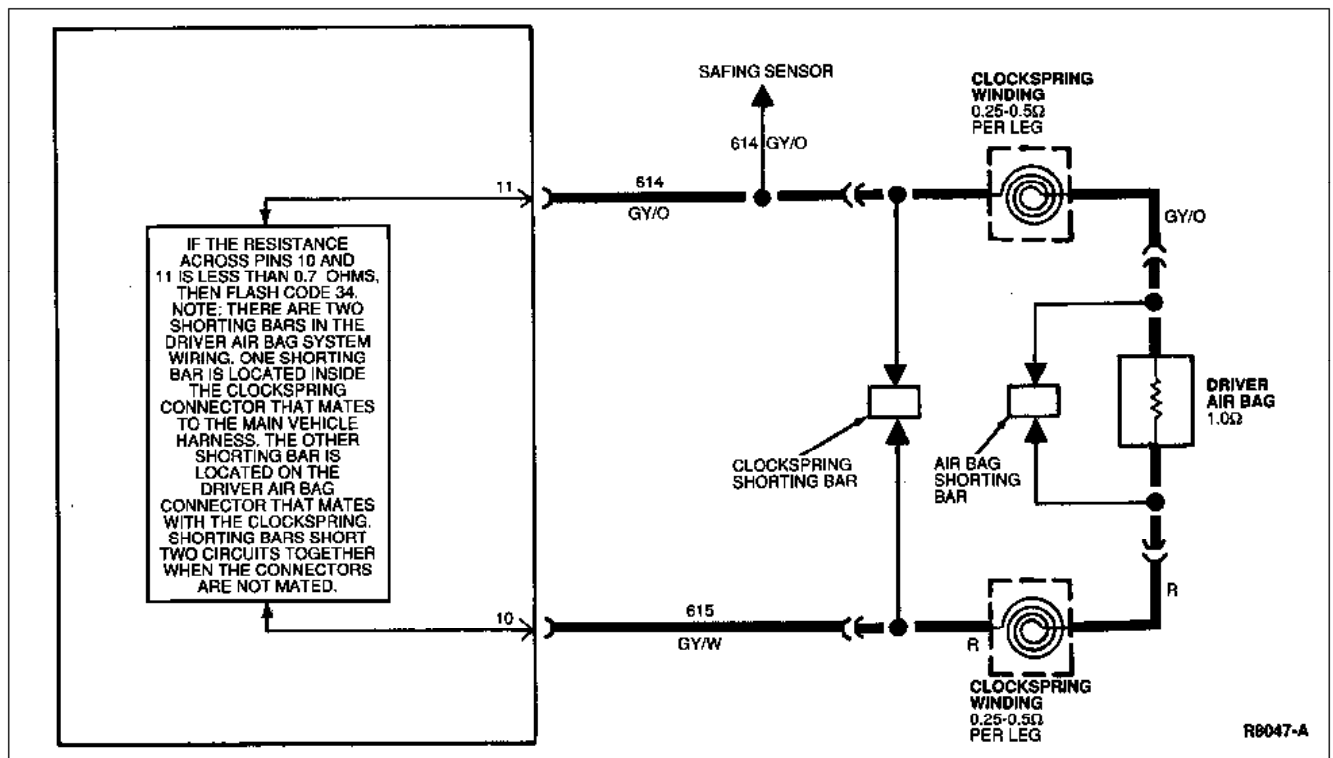 SAFING SENSOR
614 GY/O
CLOCKSPRING
WINDING
0.25-0.5Ω
PER LEG
11
614
GY/O
GY/O
IF THE RESISTANCE
ACROSS PINS 10 AND
11 IS LESS THAN 0.7 OHMS,
THEN FLASH CODE 34.
NOTE: THERE ARE TWO
SHORTING BARS IN THE
DRIVER AIR BAG SYSTEM
WIRING. ONE SHORTING
BAR IS LOCATED INSIDE
THE CLOCKSPRING
CONNECTOR THAT MATES
TO THE MAIN VEHICLE
HARNESS. THE OTHER
SHORTING BAR IS
LOCATED ON THE
DRIVER AIR BAG
CONNECTOR THAT MATES
WITH THE CLOCKSPRING.
SHORTING BARS SHORT
TWO CIRCUITS TOGETHER
WHEN THE CONNECTORS
ARE NOT MATED.
CLOCKSPRING
SHORTING BAR
AIR BAG
SHORTING
BAR
DRIVER
AIR BAG
1.0Ω
10
615
GY/W
R
R
CLOCKSPRING
WINDING
0.25-0.5Ω
PER LEG
R8047-A